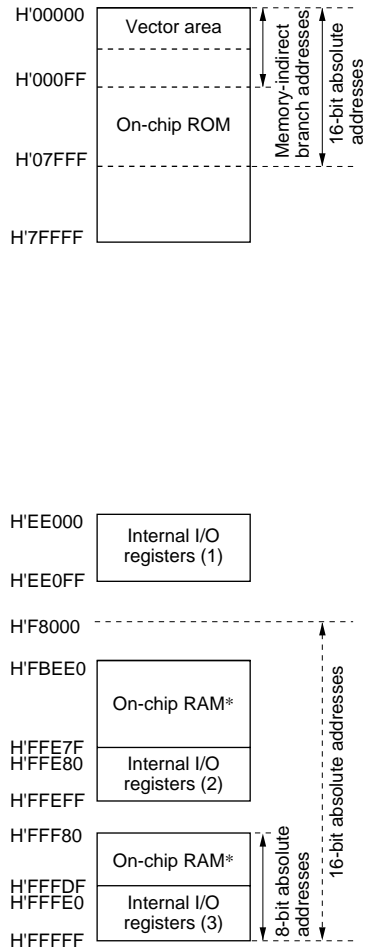 H'00000
Vector area
H'000FF
On-chip ROM
H'07FFF
H'7FFFF
Memory-indirect
branch addresses
16-bit absolute
addresses
H'EE000
Internal I/O
registers (1)
H'EE0FF
H'F8000
H'FBEE0
On-chip RAM*
H'FFE7F
H'FFE80
Internal I/O
registers (2)
H'FFEFF
H'FFF80
On-chip RAM*
H'FFFDF
H'FFFE0
Internal I/O
registers (3)
H'FFFFF
8-bit absolute
addresses
16-bit absolute addresses